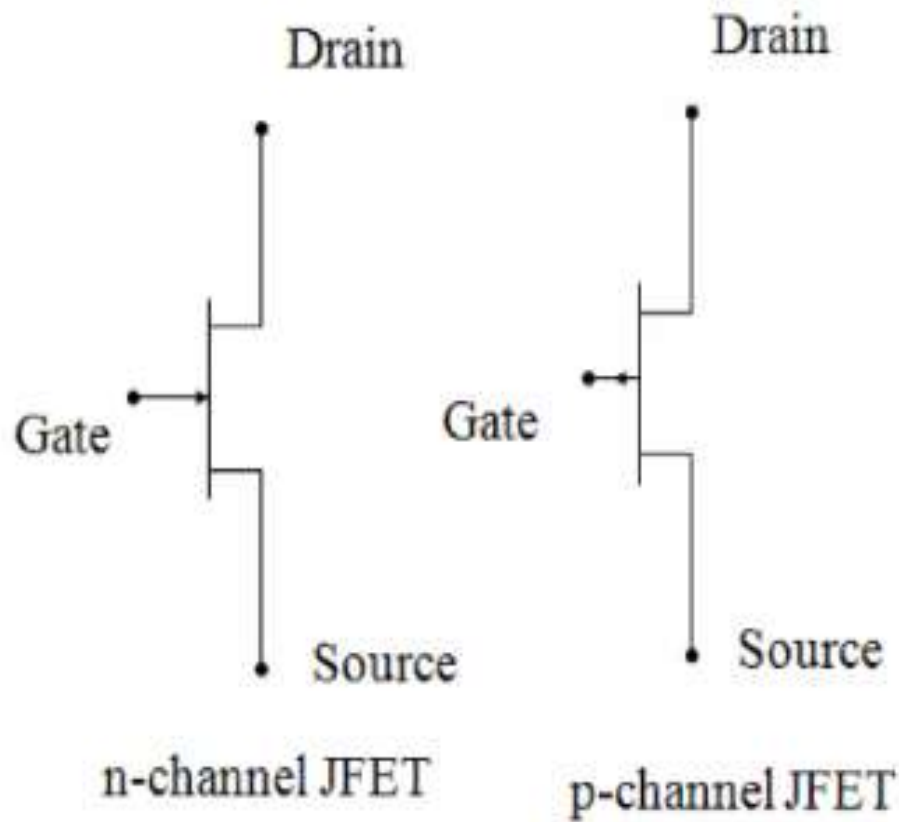 Drain
Drain
Gate
Gate
Source
Source
n-channel JFET
p-channel JFET